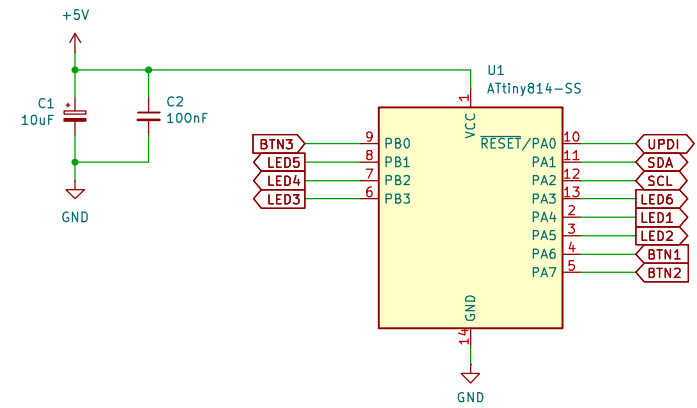 +5V
C1
10uF
+
C2
100nF
GND
U1
ATtiny814-SS
1
VCC
BTN3 9 PB0
LED5 8 PB1
LED4 7 PB2
LED3 6 PB3
RESET/PA0 10 UPDI
PA1 11 SDA
PA2 12 SCL
PA3 13 LED6
PA4 2 LED1
PA5 3 LED2
PA6 4 BTN1
PA7 5 BTN2
GND
14
GND